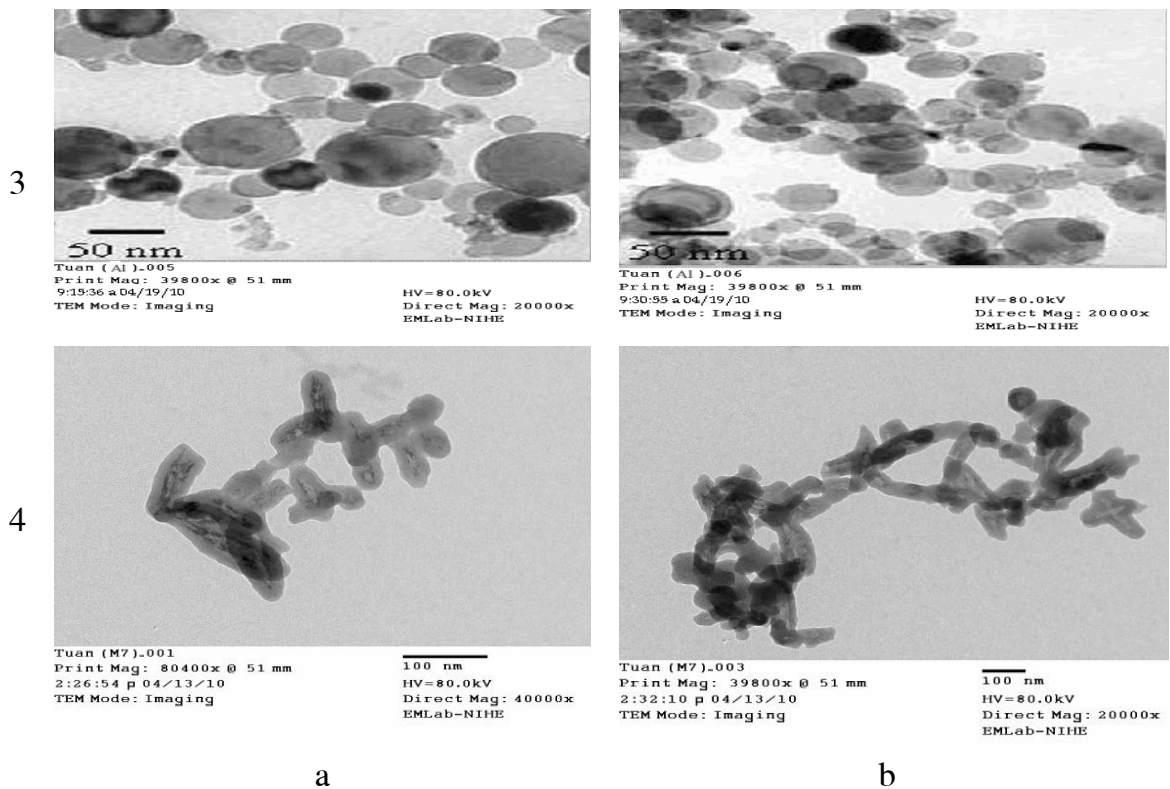 3
50 nm
Tuan (Al)-005
Print Mag: 39800x @ 51 mm
9:15:36 a 04/19/10
TEM Mode: Imaging
HV=80.0kV
Direct Mag: 20000x
EMLab-NIHE
50 nm
Tuan (Al)-006
Print Mag: 39800x @ 51 mm
9:30:55 a 04/19/10
TEM Mode: Imaging
HV=80.0kV
Direct Mag: 20000x
EMLab-NIHE
4
Tuan (M7)-001
Print Mag: 80400x @ 51 mm
2:26:54 p 04/13/10
TEM Mode: Imaging
100 nm
HV=80.0kV
Direct Mag: 40000x
EMLab-NIHE
Tuan (M7)-003
Print Mag: 39800x @ 51 mm
2:32:10 p 04/13/10
TEM Mode: Imaging
100 nm
HV=80.0kV
Direct Mag: 20000x
EMLab-NIHE
a
b